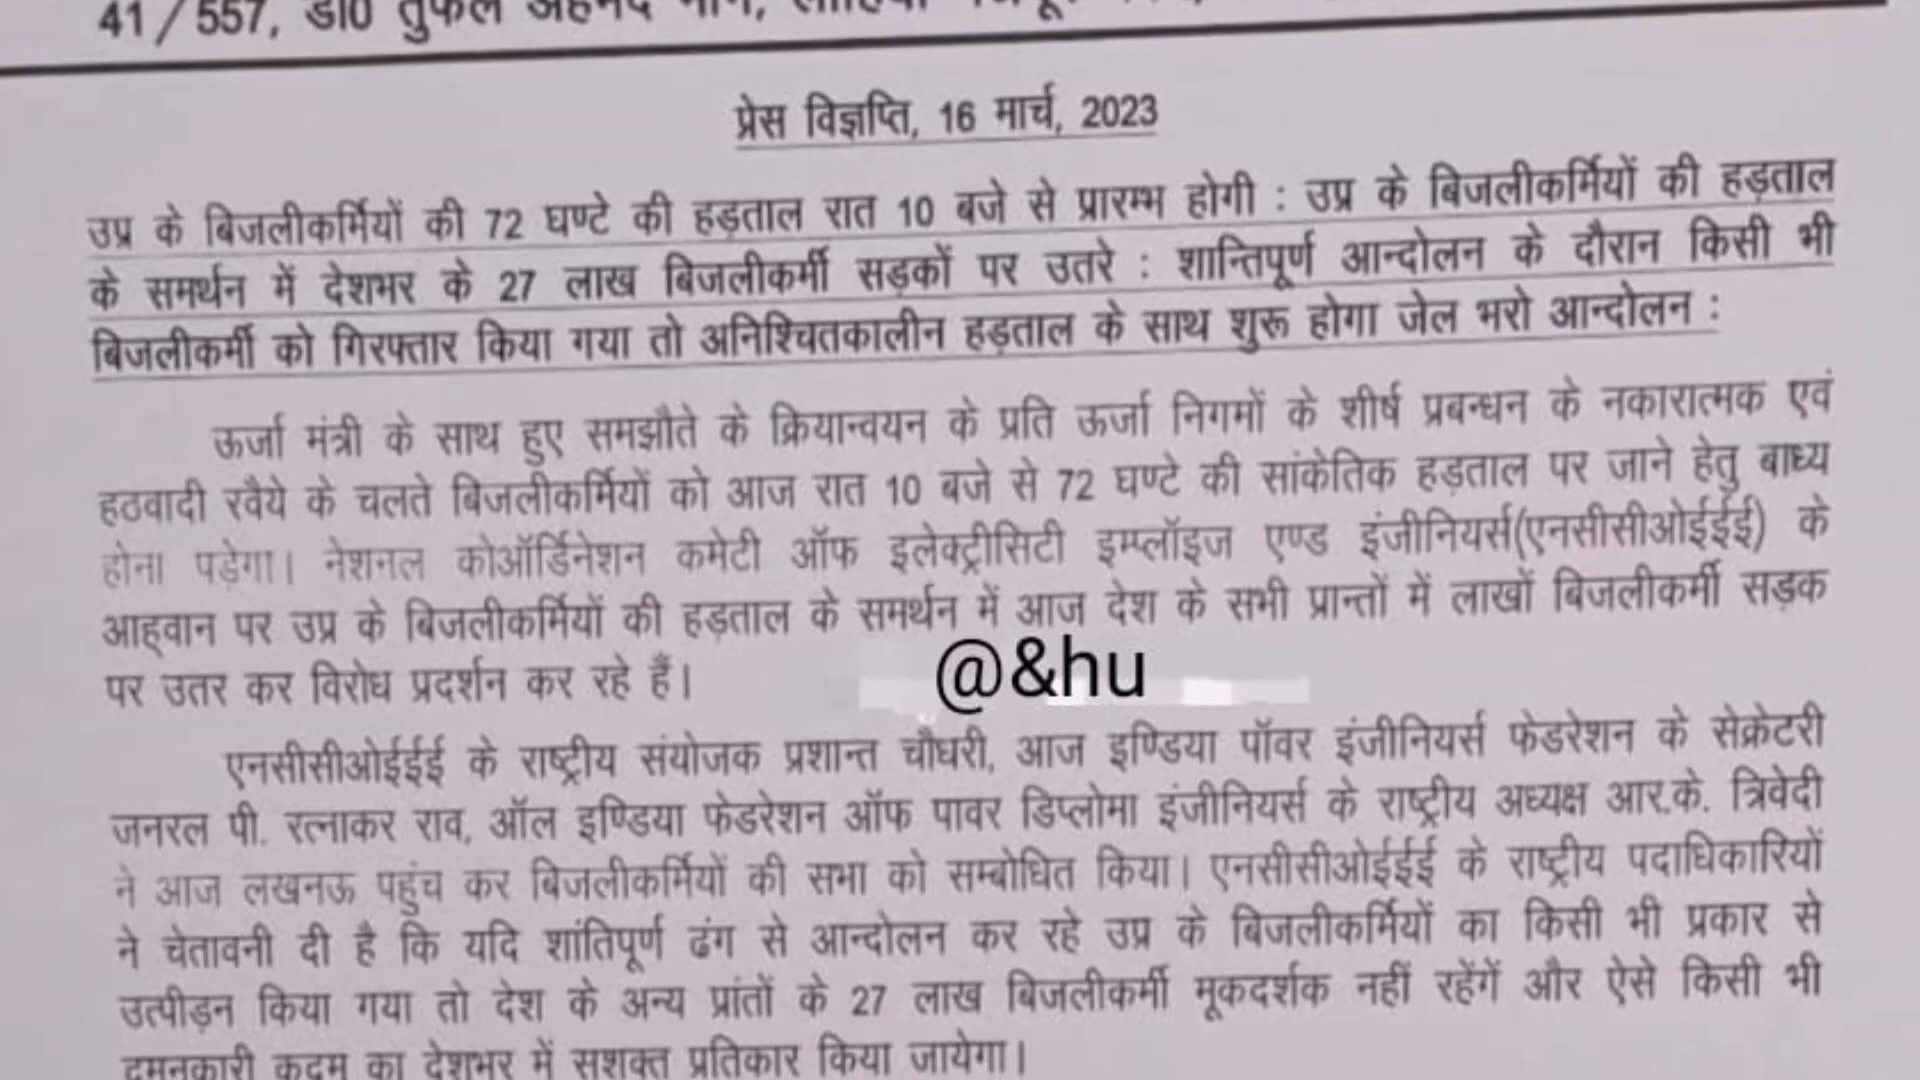 41/557, डा0 तुफैल अहमद मार्ग,
प्रेस विज्ञप्ति, 16 मार्च, 2023
उप्र के बिजलीकर्मियों की 72 घण्टे की हड़ताल रात 10 बजे से प्रारम्भ होगी : उप्र के बिजलीकर्मियों की हड़ताल
के समर्थन में देशभर के 27 लाख बिजलीकर्मी सड़कों पर उतरे : शान्तिपूर्ण आन्दोलन के दौरान किसी भी
बिजलीकर्मी को गिरफ्तार किया गया तो अनिश्चितकालीन हड़ताल के साथ शुरू होगा जेल भरो आन्दोलन :
ऊर्जा मंत्री के साथ हुए समझौते के क्रियान्वयन के प्रति ऊर्जा निगमों के शीर्ष प्रबन्धन के नकारात्मक एवं
हठवादी रवैये के चलते बिजलीकर्मियों को आज रात 10 बजे से 72 घण्टे की सांकेतिक हड़ताल पर जाने हेतु बाध्य
होना पड़ेगा। नेशनल कोऑर्डिनेशन कमेटी ऑफ इलेक्ट्रीसिटी इम्प्लॉइज एण्ड इंजीनियर्स(एनसीसीओईईई) के
आह्वान पर उप्र के बिजलीकर्मियों की हड़ताल के समर्थन में आज देश के सभी प्रान्तों में लाखों बिजलीकर्मी सड़क
पर उतर कर विरोध प्रदर्शन कर रहे हैं।
@&hu
एनसीसीओईईई के राष्ट्रीय संयोजक प्रशान्त चौधरी, आज इण्डिया पॉवर इंजीनियर्स फेडरेशन के सेक्रेटरी
जनरल पी. रत्नाकर राव, ऑल इण्डिया फेडरेशन ऑफ पावर डिप्लोमा इंजीनियर्स के राष्ट्रीय अध्यक्ष आर.के. त्रिवेदी
ने आज लखनऊ पहुंच कर बिजलीकर्मियों की सभा को सम्बोधित किया। एनसीसीओईईई के राष्ट्रीय पदाधिकारियों
ने चेतावनी दी है कि यदि शांतिपूर्ण ढंग से आन्दोलन कर रहे उप्र के बिजलीकर्मियों का किसी भी प्रकार से
उत्पीड़न किया गया तो देश के अन्य प्रांतों के 27 लाख बिजलीकर्मी मूकदर्शक नहीं रहेंगें और ऐसे किसी भी
दमनकारी कदम का देशभर में सशक्त प्रतिकार किया जायेगा।